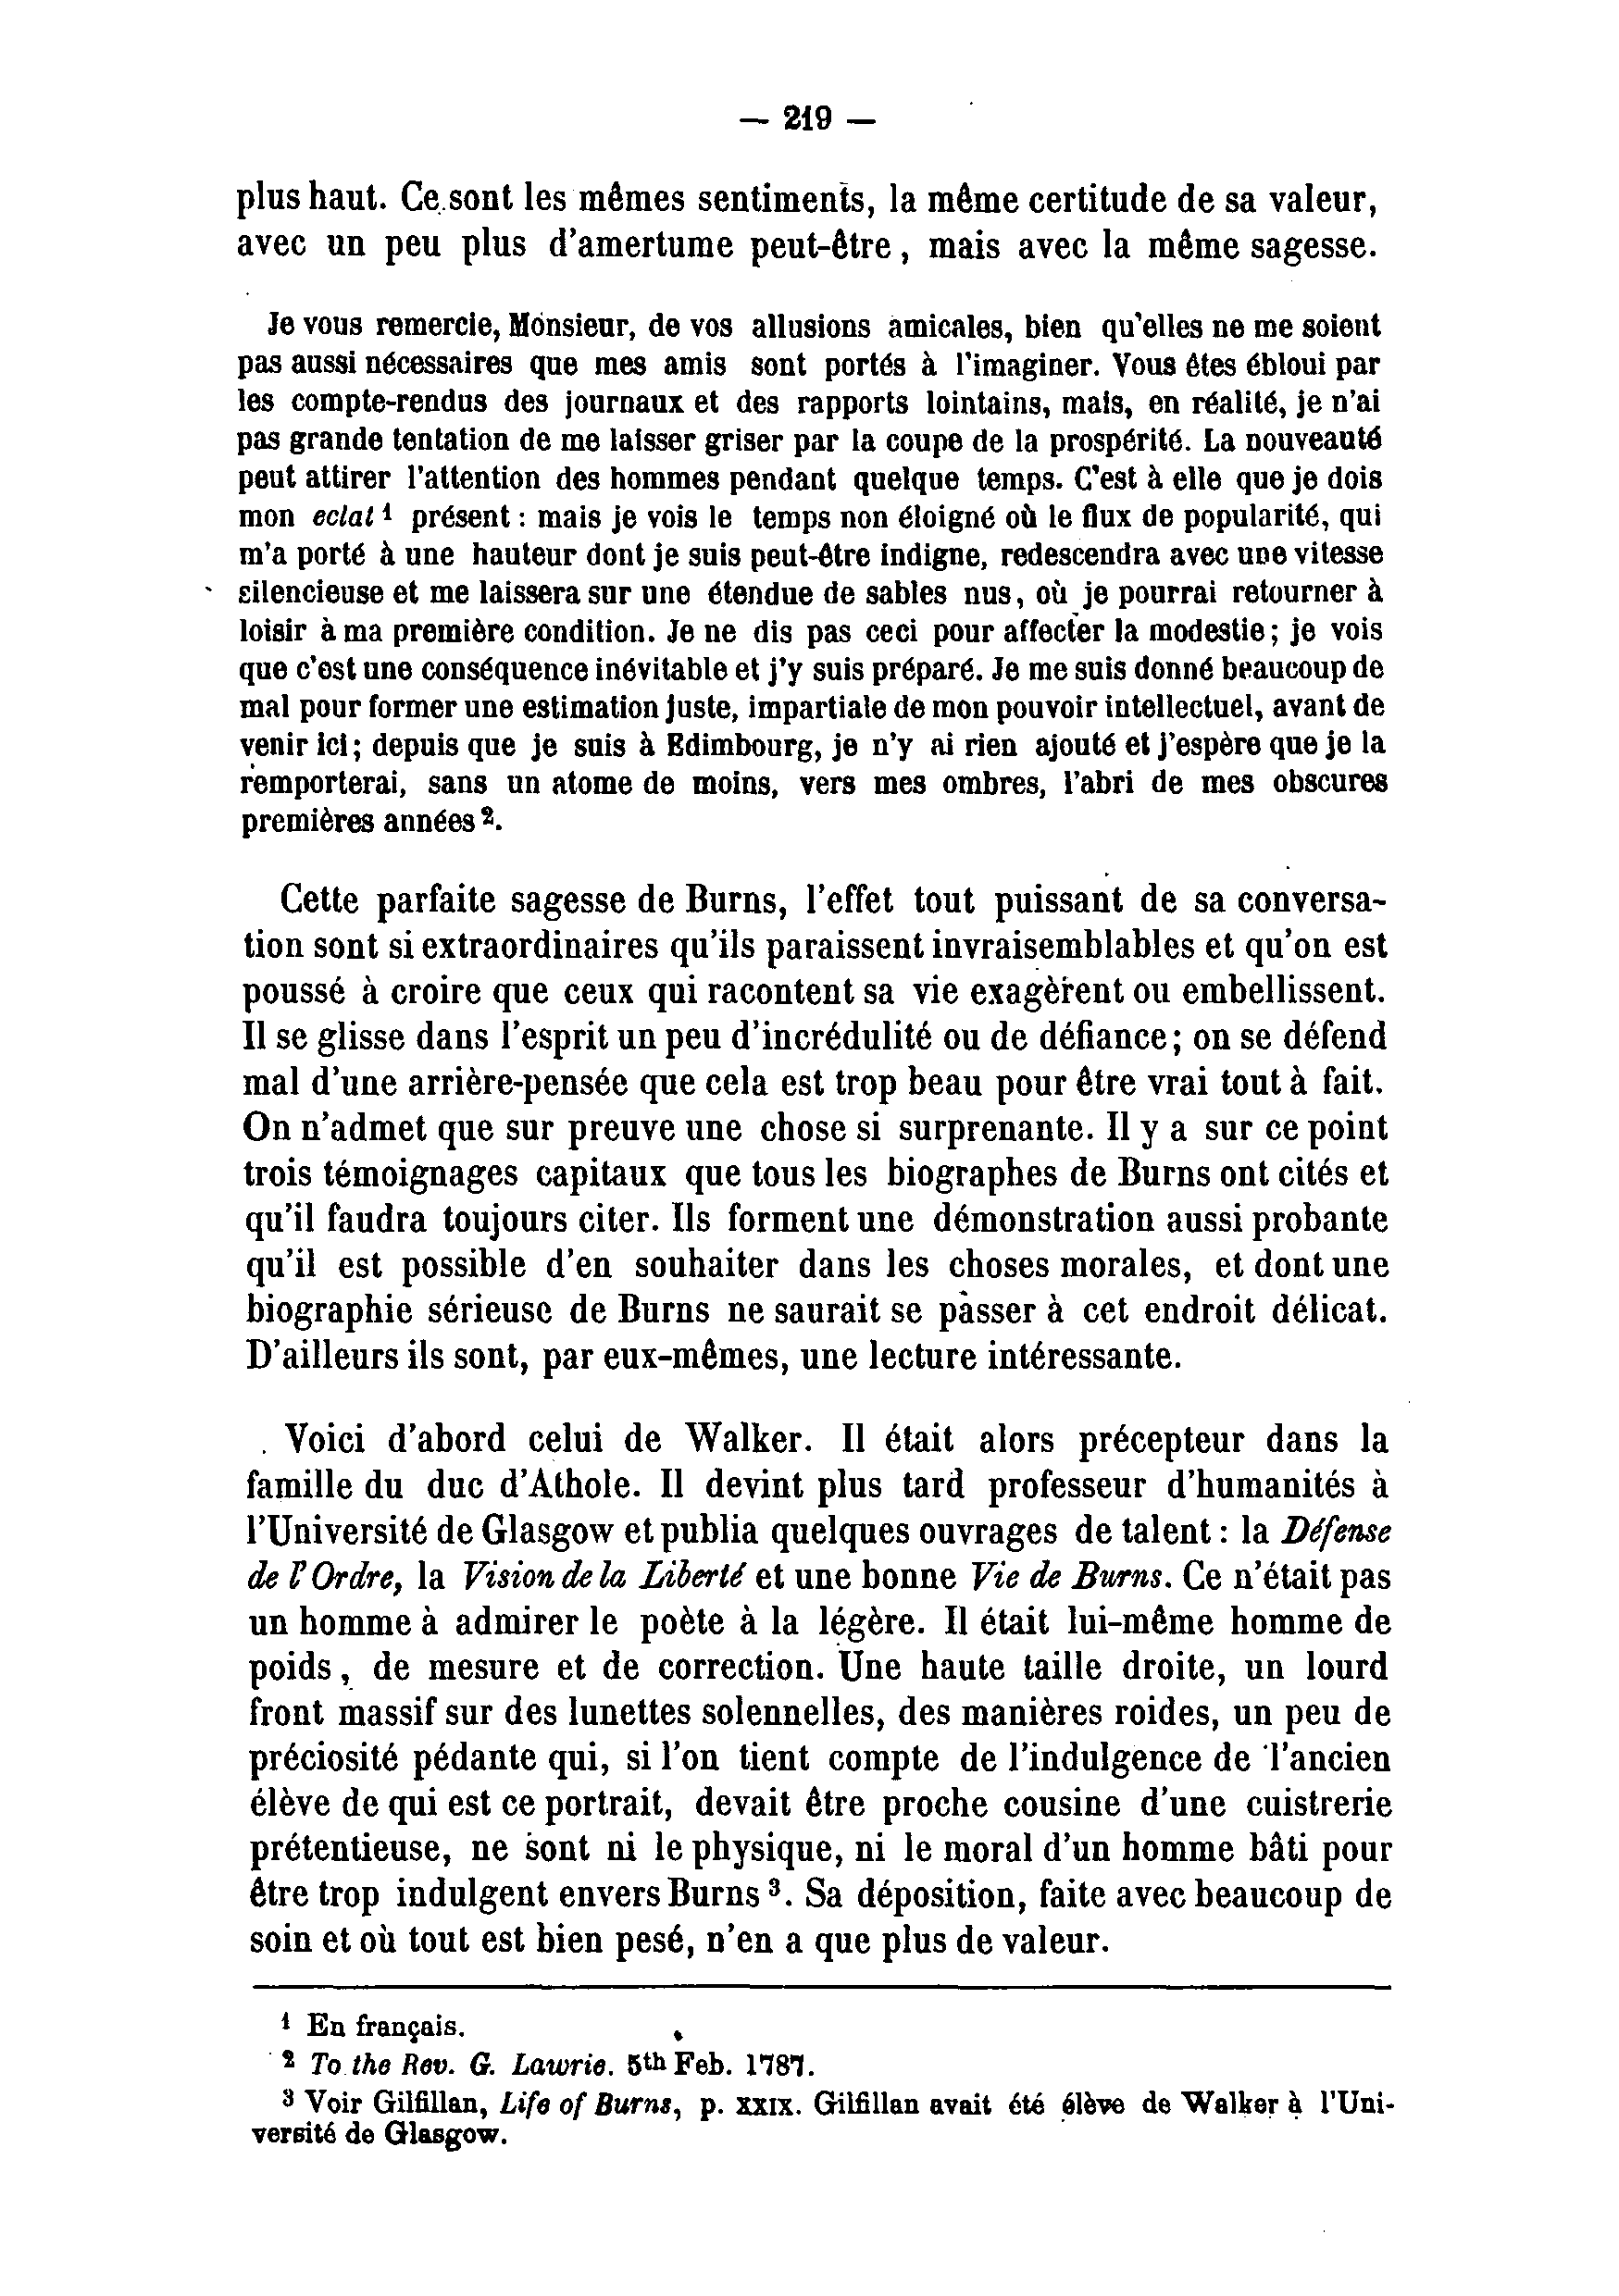 — 219 —
plus haut. Ce sont les mêmes sentiments, la même certitude de sa valeur,
avec un peu plus d'amertume peut-être, mais avec la même sagesse.
Je vous remercie, Monsieur, de vos allusions amicales, bien qu'elles ne me soient
pas aussi nécessaires que mes amis sont portés à l'imaginer. Vous êtes ébloui par
les compte-rendus des journaux et des rapports lointains, mais, en réalité, je n'ai
pas grande tentation de me laisser griser par la coupe de la prospérité. La nouveauté
peut attirer l'attention des hommes pendant quelque temps. C'est à elle que je dois
mon eclat ¹ présent : mais je vois le temps non éloigné où le flux de popularité, qui
m'a porté à une hauteur dont je suis peut-être indigne, redescendra avec une vitesse
silencieuse et me laissera sur une étendue de sables nus, où je pourrai retourner à
loisir à ma première condition. Je ne dis pas ceci pour affecter la modestie; je vois
que c'est une conséquence inévitable et j'y suis préparé. Je me suis donné beaucoup de
mal pour former une estimation juste, impartiale de mon pouvoir intellectuel, avant de
venir ici; depuis que je suis à Edimbourg, je n'y ai rien ajouté et j'espère que je la
remporterai, sans un atome de moins, vers mes ombres, l'abri de mes obscures
premières années ².
Cette parfaite sagesse de Burns, l'effet tout puissant de sa conversa-
tion sont si extraordinaires qu'ils paraissent invraisemblables et qu'on est
poussé à croire que ceux qui racontent sa vie exagèrent ou embellissent.
Il se glisse dans l'esprit un peu d'incrédulité ou de défiance; on se défend
mal d'une arrière-pensée que cela est trop beau pour être vrai tout à fait.
On n'admet que sur preuve une chose si surprenante. Il y a sur ce point
trois témoignages capitaux que tous les biographes de Burns ont cités et
qu'il faudra toujours citer. Ils forment une démonstration aussi probante
qu'il est possible d'en souhaiter dans les choses morales, et dont une
biographie sérieuse de Burns ne saurait se passer à cet endroit délicat.
D'ailleurs ils sont, par eux-mêmes, une lecture intéressante.
Voici d'abord celui de Walker. Il était alors précepteur dans la
famille du duc d'Athole. Il devint plus tard professeur d'humanités à
l'Université de Glasgow et publia quelques ouvrages de talent : la Défense
de l'Ordre, la Vision de la Liberté et une bonne Vie de Burns. Ce n'était pas
un homme à admirer le poète à la légère. Il était lui-même homme de
poids, de mesure et de correction. Une haute taille droite, un lourd
front massif sur des lunettes solennelles, des manières roides, un peu de
préciosité pédante qui, si l'on tient compte de l'indulgence de l'ancien
élève de qui est ce portrait, devait être proche cousine d'une cuistrerie
prétentieuse, ne sont ni le physique, ni le moral d'un homme bâti pour
être trop indulgent envers Burns ³. Sa déposition, faite avec beaucoup de
soin et où tout est bien pesé, n'en a que plus de valeur.
¹ En français.
² To the Rev. G. Lawrie. 5th Feb. 1787.
³ Voir Gilfillan, Life of Burns, p. XXIX. Gilfillan avait été élève de Walker à l'Uni-
versité de Glasgow.